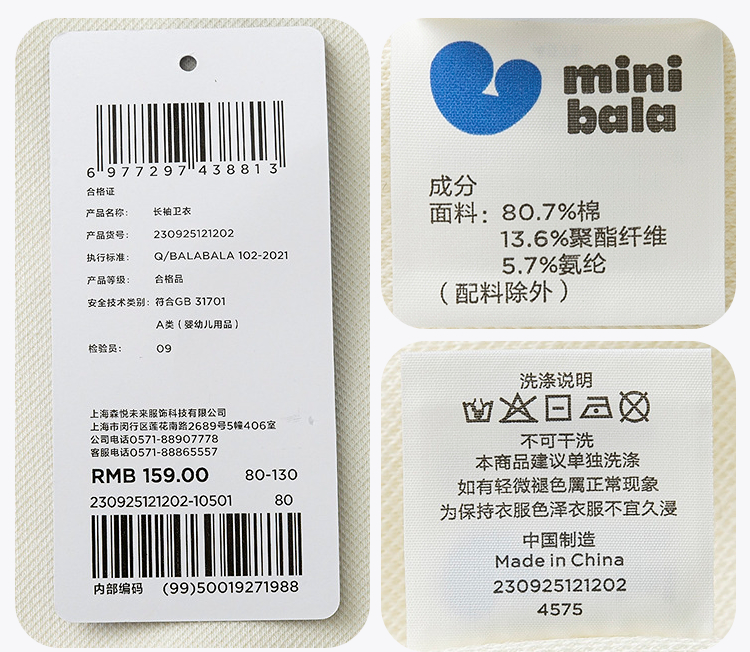 6 977297 438813
合格证
产品名称: 长袖卫衣
产品货号: 230925121202
执行标准: Q/BALABALA 102-2021
产品等级: 合格品
安全技术类别: 符合GB 31701
A类（婴幼儿用品）
检验员: 09
上海森悦未来服饰科技有限公司
上海市闵行区莲花南路2689号5幢406室
公司电话0571-88907778
客服电话0571-88865557
RMB 159.00 80-130
230925121202-10501 80
内部编码 (99)50019271988
mini
bala
成分
面料: 80.7%棉
13.6%聚酯纤维
5.7%氨纶
（配料除外）
洗涤说明
不可干洗
本商品建议单独洗涤
如有轻微褪色属正常现象
为保持衣服色泽衣服不宜久浸
中国制造
Made in China
230925121202
4575